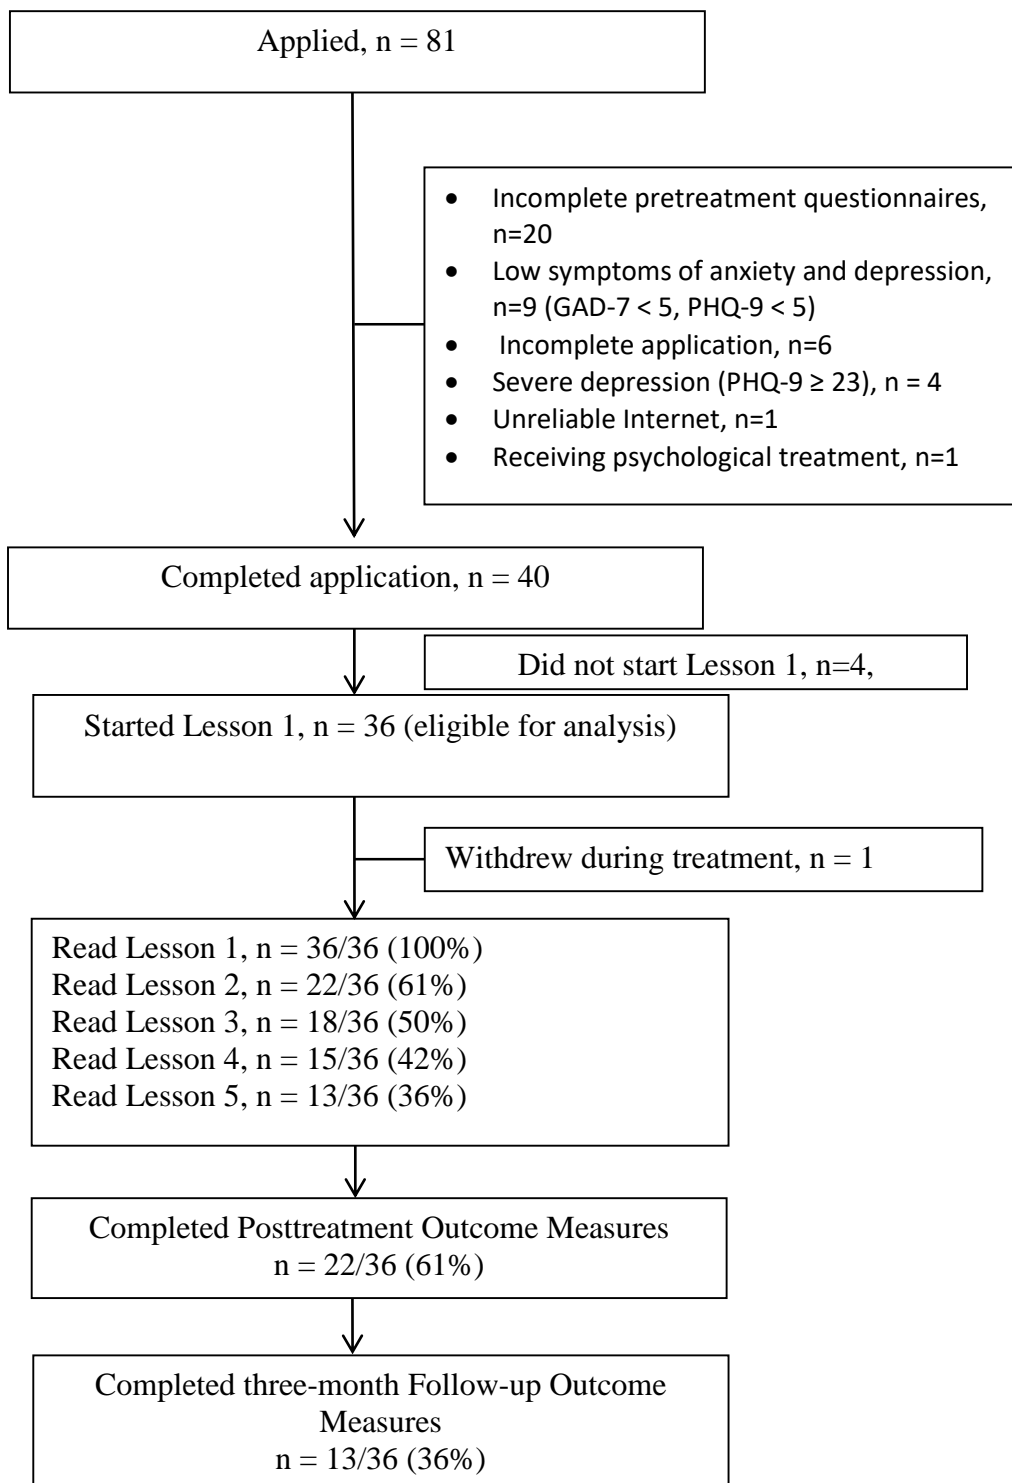 Applied, n = 81
• Incomplete pretreatment questionnaires,
n=20
• Low symptoms of anxiety and depression,
n=9 (GAD-7 < 5, PHQ-9 < 5)
• Incomplete application, n=6
• Severe depression (PHQ-9 ≥ 23), n = 4
• Unreliable Internet, n=1
• Receiving psychological treatment, n=1
Completed application, n = 40
Did not start Lesson 1, n=4,
Started Lesson 1, n = 36 (eligible for analysis)
Withdrew during treatment, n = 1
Read Lesson 1, n = 36/36 (100%)
Read Lesson 2, n = 22/36 (61%)
Read Lesson 3, n = 18/36 (50%)
Read Lesson 4, n = 15/36 (42%)
Read Lesson 5, n = 13/36 (36%)
Completed Posttreatment Outcome Measures
n = 22/36 (61%)
Completed three-month Follow-up Outcome
Measures
n = 13/36 (36%)